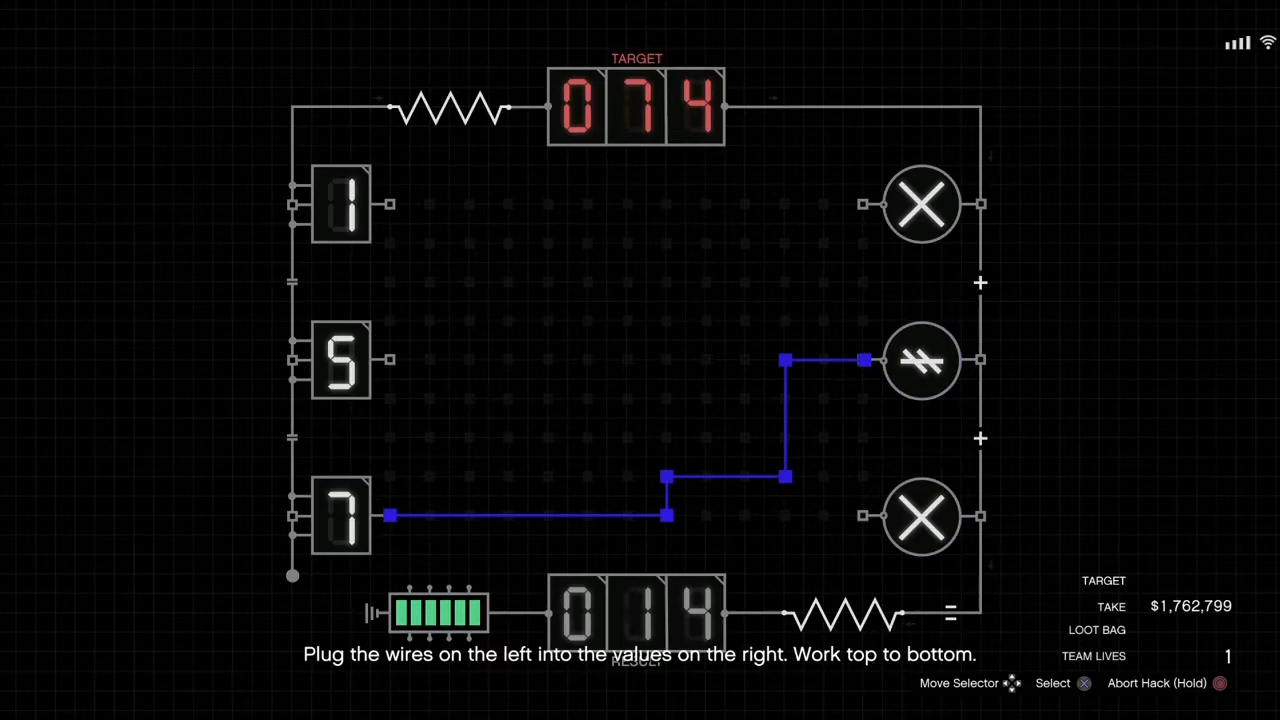 TARGET
074
1
5
7
+
+
=
014
RESULT
Plug the wires on the left into the values on the right. Work top to bottom.
TARGET
TAKE $1,762,799
LOOT BAG
TEAM LIVES 1
Move Selector Select Abort Hack (Hold)